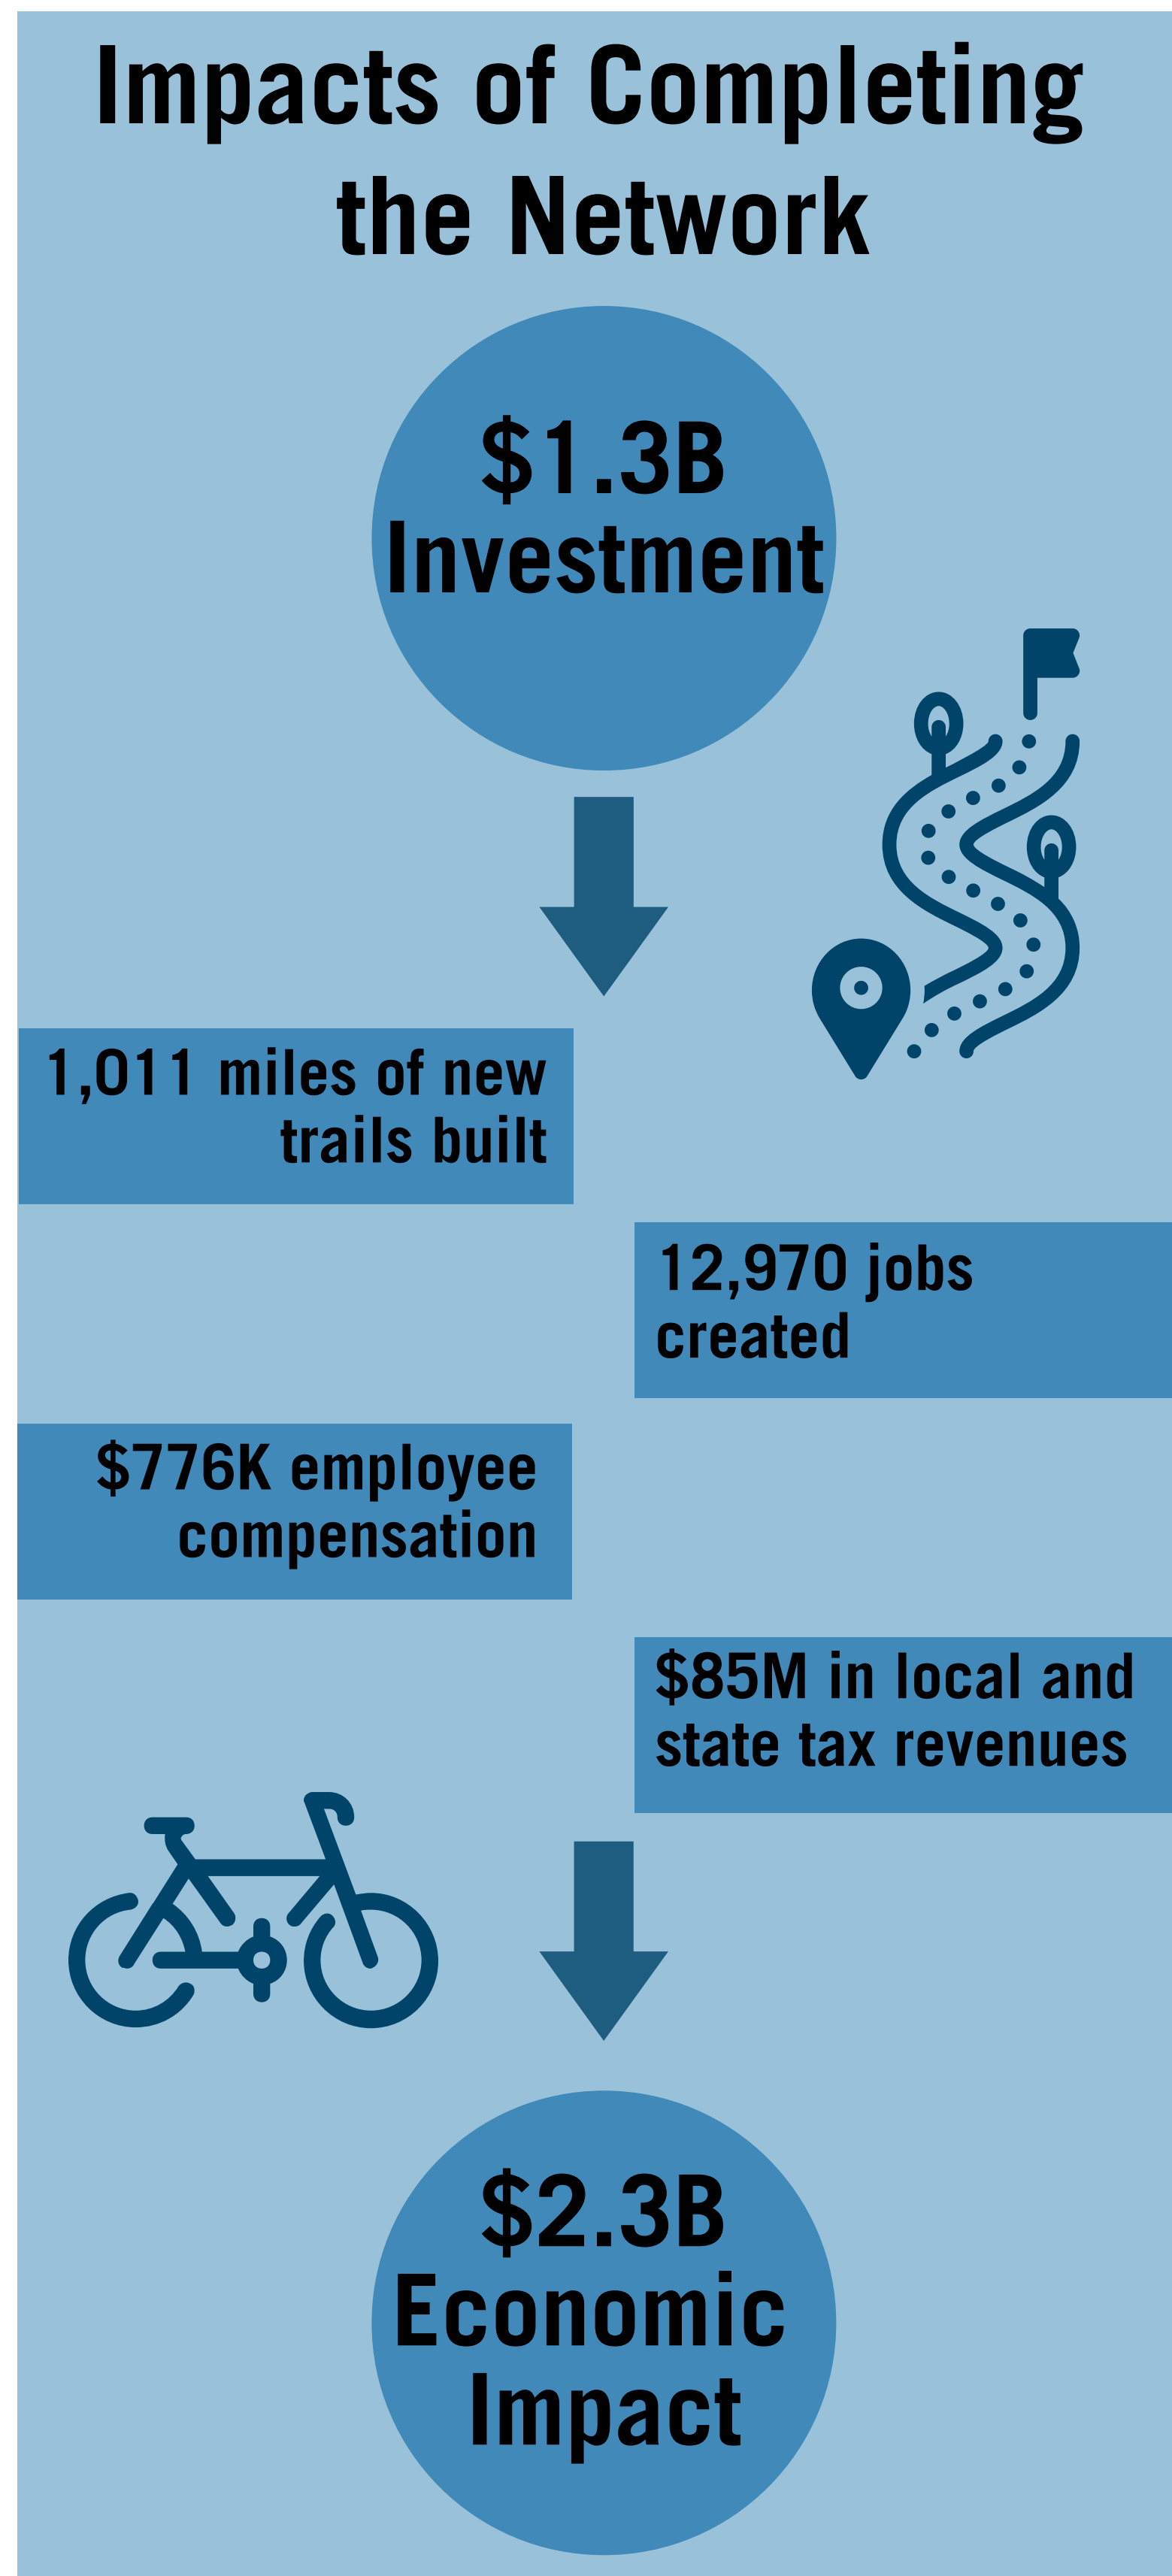 Impacts of Completing
the Network
$1.3B
Investment
1,011 miles of new
trails built
12,970 jobs
created
$776K employee
compensation
$85M in local and
state tax revenues
$2.3B
Economic
Impact